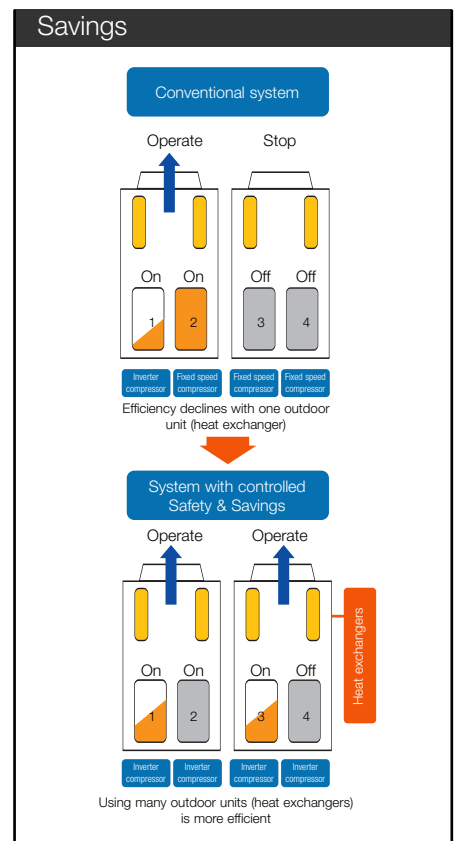 Savings
Conventional system
Operate Stop
On On Off Off
1 2 3 4
Inverter compressor Fixed speed compressor Fixed speed compressor Fixed speed compressor
Efficiency declines with one outdoor
unit (heat exchanger)
System with controlled
Safety & Savings
Operate Operate
Heat exchangers
On On On Off
1 2 3 4
Inverter compressor Inverter compressor Inverter compressor Inverter compressor
Using many outdoor units (heat exchangers)
is more efficient